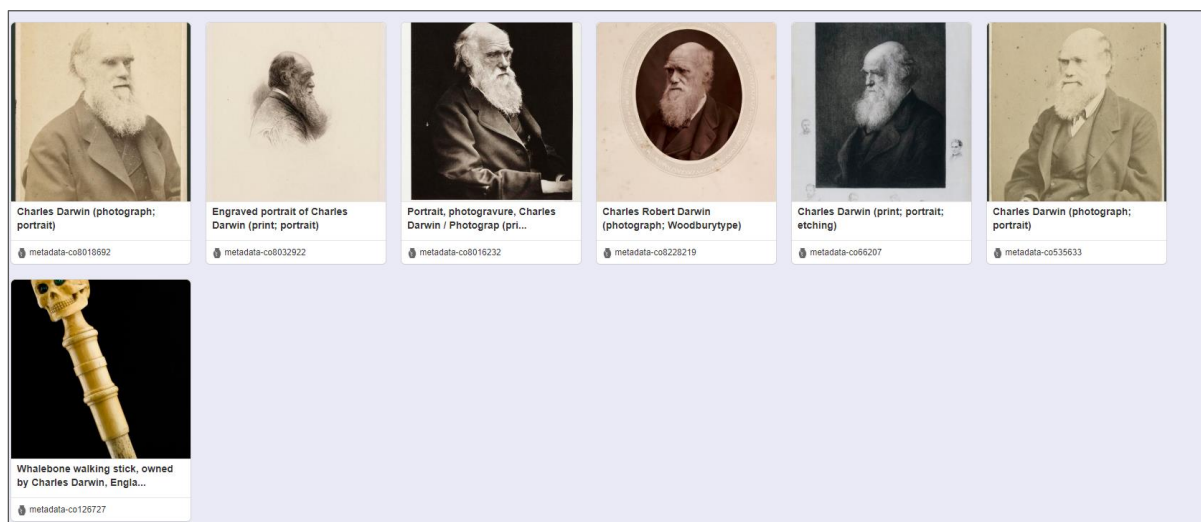 Charles Darwin (photograph;
portrait)
metadata-co8018692
Engraved portrait of Charles
Darwin (print; portrait)
metadata-co8032922
Portrait, photogravure, Charles
Darwin / Photograp (pri...
metadata-co8016232
Charles Robert Darwin
(photograph; Woodburytype)
metadata-co8228219
Charles Darwin (print; portrait;
etching)
metadata-co66207
Charles Darwin (photograph;
portrait)
metadata-co535633
Whalebone walking stick, owned
by Charles Darwin, Engla...
metadata-co126727